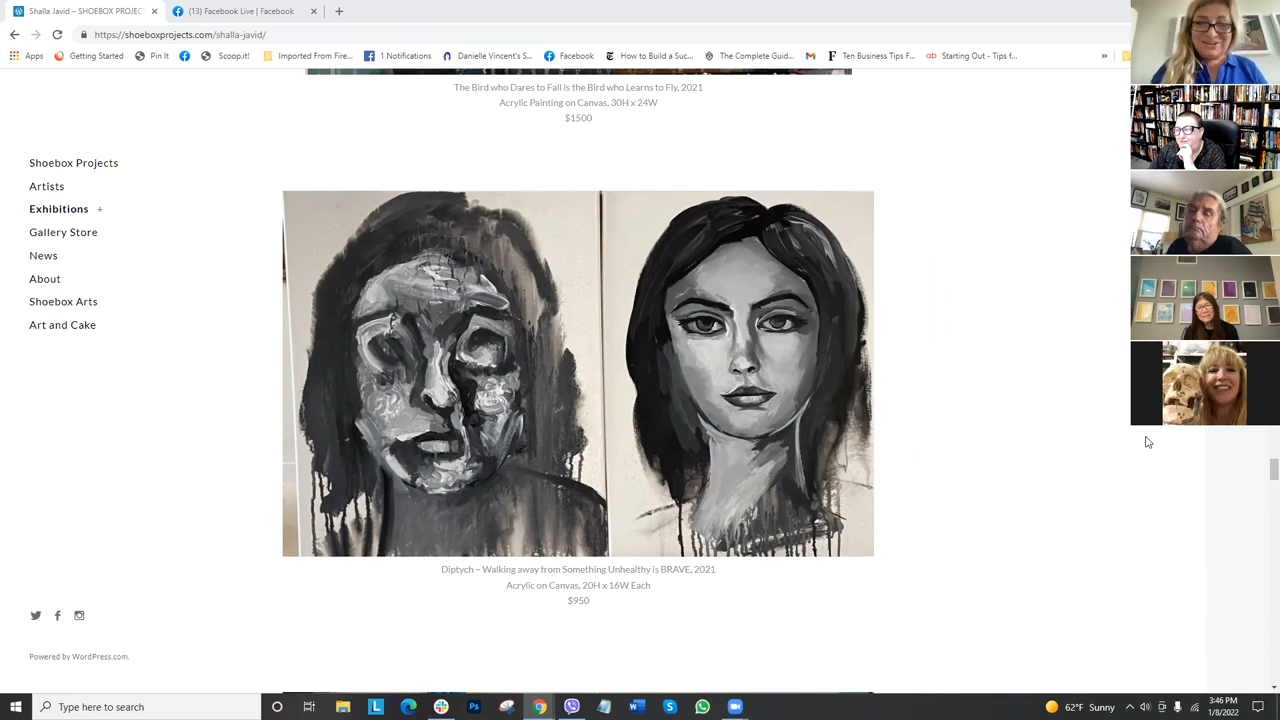 Shalla Javid – SHOEBOX PROJEC
(13) Facebook Live | Facebook
https://shoeboxprojects.com/shalla-javid/
Apps Getting Started Pin It Scoop.it! Imported From Fire... 1 Notifications Danielle Vincent's S... Facebook How to Build a Suc... The Complete Guide... Ten Business Tips F... Starting Out - Tips f... »
The Bird who Dares to Fall is the Bird who Learns to Fly, 2021
Acrylic Painting on Canvas, 30H x 24W
$1500
Shoebox Projects
Artists
Exhibitions +
Gallery Store
News
About
Shoebox Arts
Art and Cake
Diptych – Walking away from Something Unhealthy is BRAVE, 2021
Acrylic on Canvas, 20H x 16W Each
$950
Powered by WordPress.com.
Type here to search
62°F Sunny
3:46 PM
1/8/2022